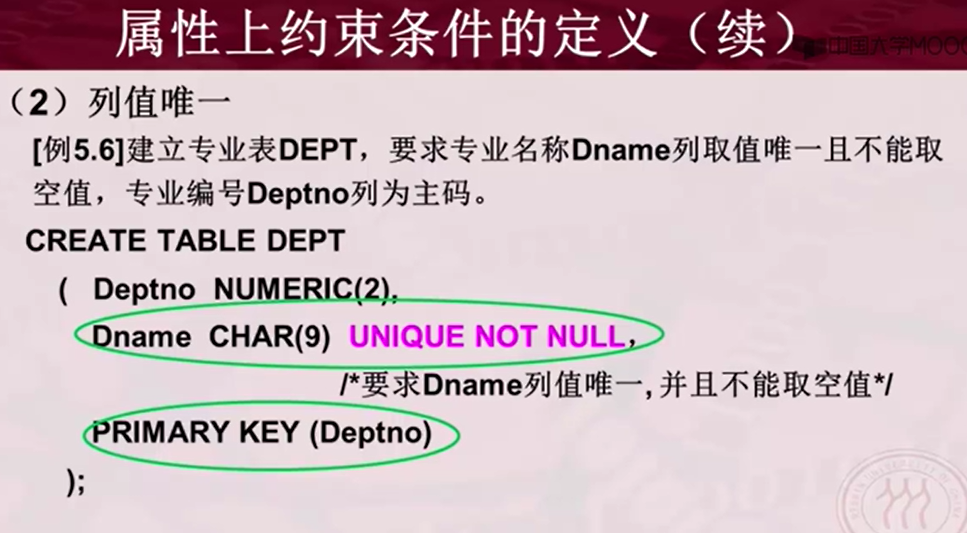 属性上约束条件的定义（续）
中国大学MOOC
（2）列值唯一
[例5.6]建立专业表DEPT，要求专业名称Dname列取值唯一且不能取
空值，专业编号Deptno列为主码。
CREATE TABLE DEPT
( Deptno NUMERIC(2),
Dname CHAR(9) UNIQUE NOT NULL,
/*要求Dname列值唯一,并且不能取空值*/
PRIMARY KEY (Deptno)
);